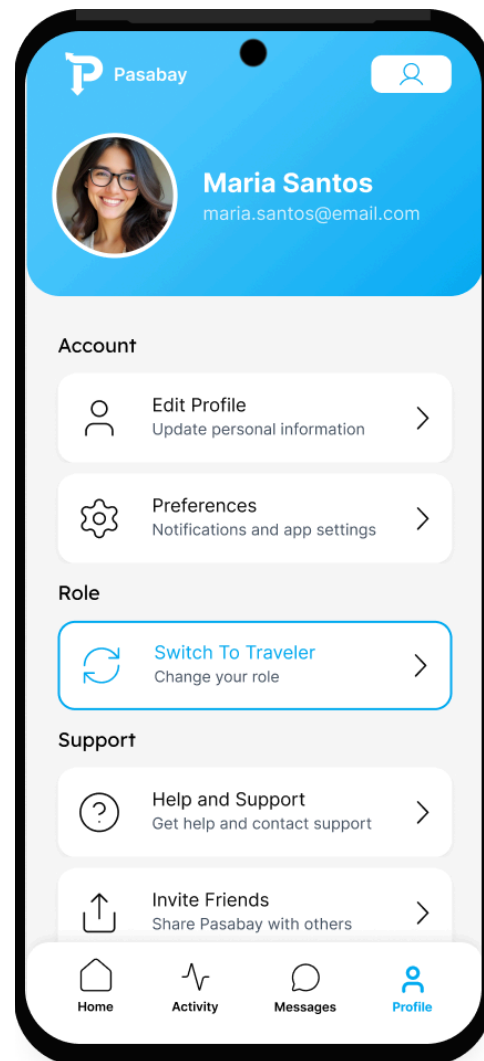 Pasabay
Maria Santos
maria.santos@email.com
Account
Edit Profile
Update personal information
Preferences
Notifications and app settings
Role
Switch To Traveler
Change your role
Support
Help and Support
Get help and contact support
Invite Friends
Share Pasabay with others
Home
Activity
Messages
Profile